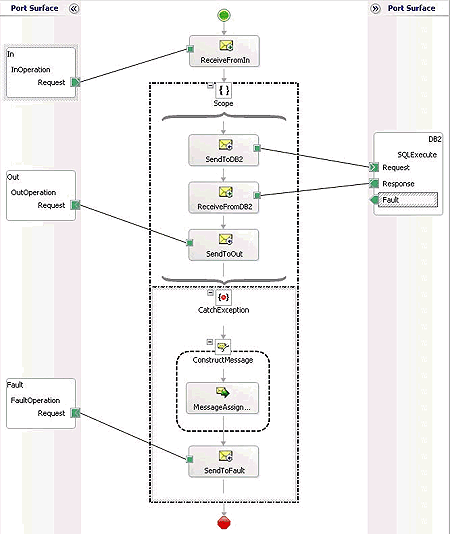 Port Surface
Port Surface
In
InOperation
Request
ReceiveFromIn
Scope
SendToDB2
DB2
SQLExecute
Request
Response
Fault
Out
OutOperation
Request
ReceiveFromDB2
SendToOut
CatchException
ConstructMessage
Fault
FaultOperation
Request
MessageAssign...
SendToFault